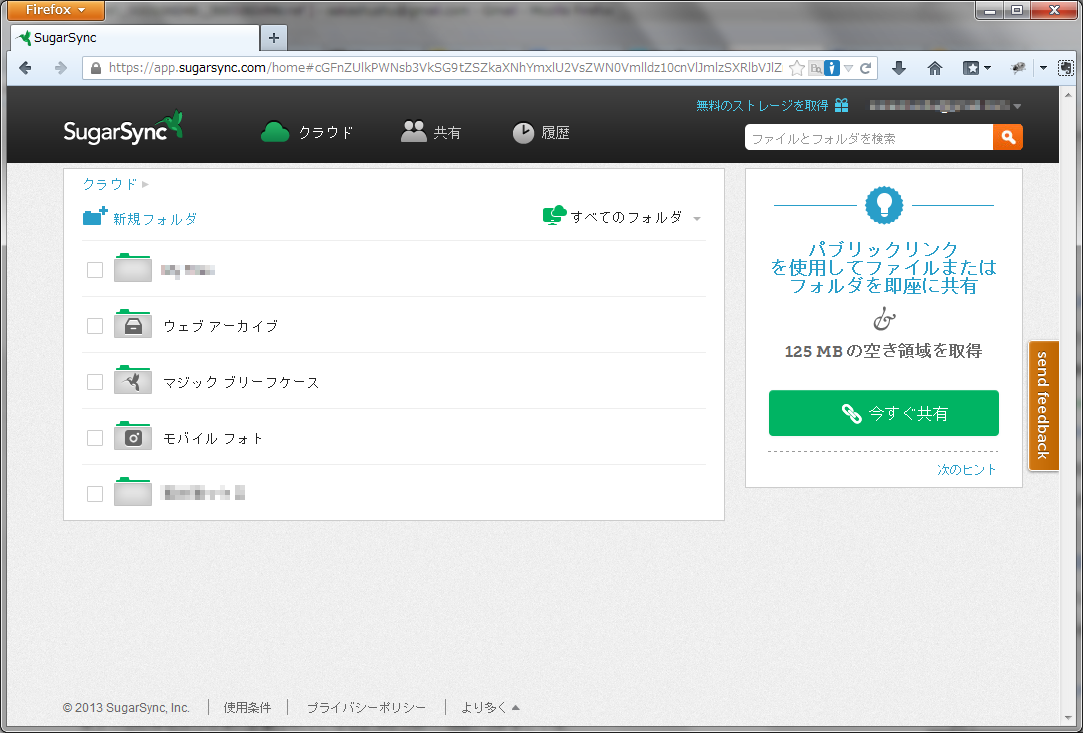 Firefox
SugarSync
https://app.sugarsync.com/home#cGFnZUlkPWNsb3VkSG9tZSZkaXNhYmxlU2VsZWN0Vmlldz10cnVlJmlzSXRlbVJlZ
無料のストレージを取得
SugarSync
クラウド
共有
履歴
ファイルとフォルダを検索
クラウド
新規フォルダ
すべてのフォルダ
ウェブ アーカイブ
マジック ブリーフケース
モバイル フォト
パブリックリンク
を使用してファイルまたは
フォルダを即座に共有
&
125 MB の空き領域を取得
今すぐ共有
次のヒント
send feedback
© 2013 SugarSync, Inc.
使用条件
プライバシーポリシー
より多く